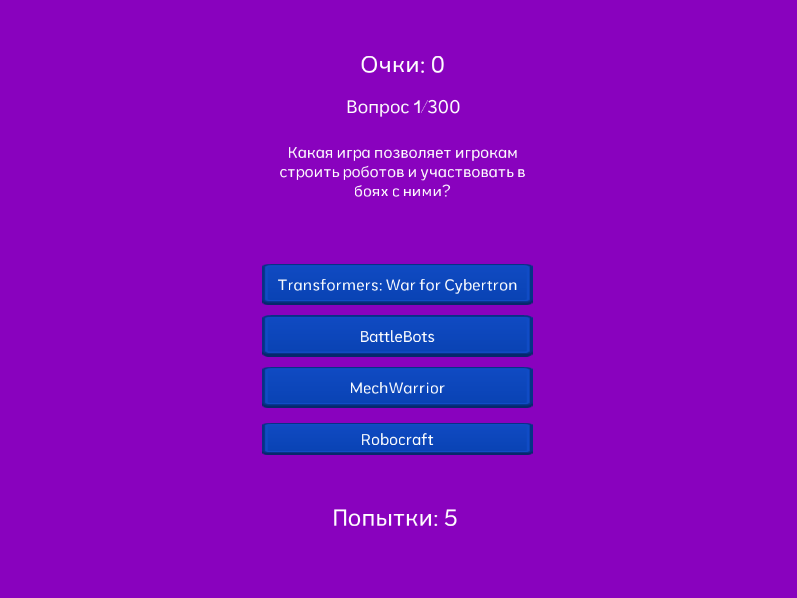 Очки: 0
Вопрос 1/300
Какая игра позволяет игрокам
строить роботов и участвовать в
боях с ними?
Transformers: War for Cybertron
BattleBots
MechWarrior
Robocraft
Попытки: 5